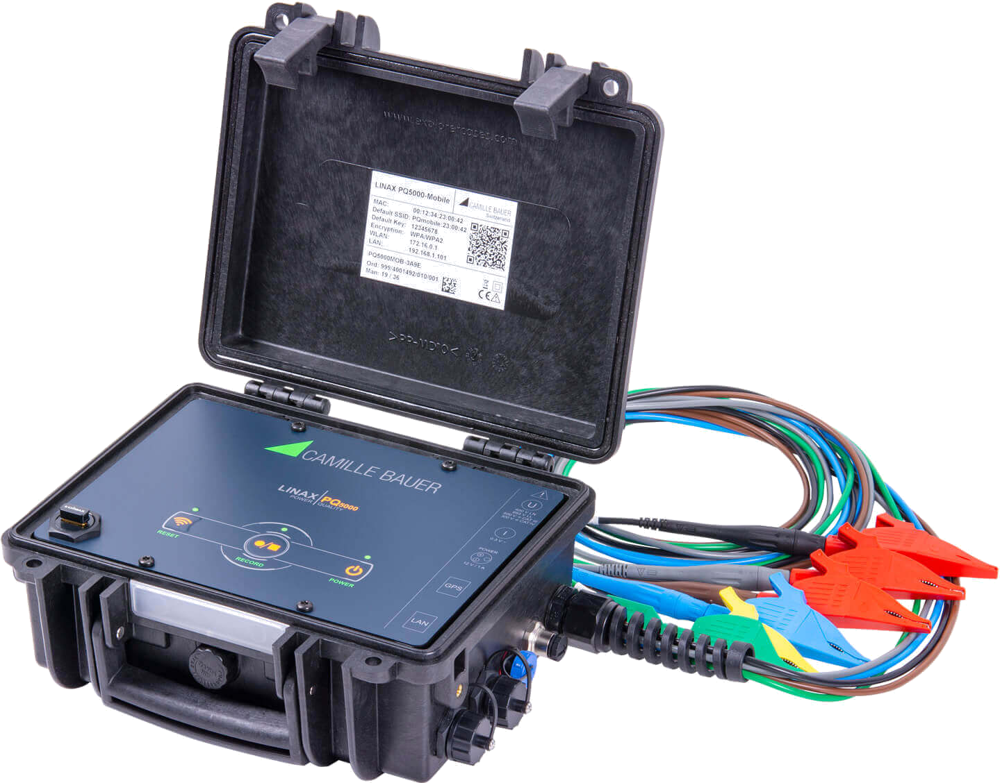 www.explorercases.com
LINAX PQ5000-Mobile
CAMILLE BAUER
Switzerland
MAC: 00:12:34:23:00:42
Default SSID: PQmobile:23:00:42
Default Key: 12345678
Encryption: WPA/WPA2
WLAN: 172.16.0.1
LAN: 192.168.1.101
PQ5000MOB-3A9E
Ord: 999/4001492/010/001
Man: 19 / 36
CE
CAMILLE BAUER
LINAX PQ5000
POWER QUALITY
RESET
RECORD
POWER
U
I
POWER
12 V / 1 A
GPS
LAN